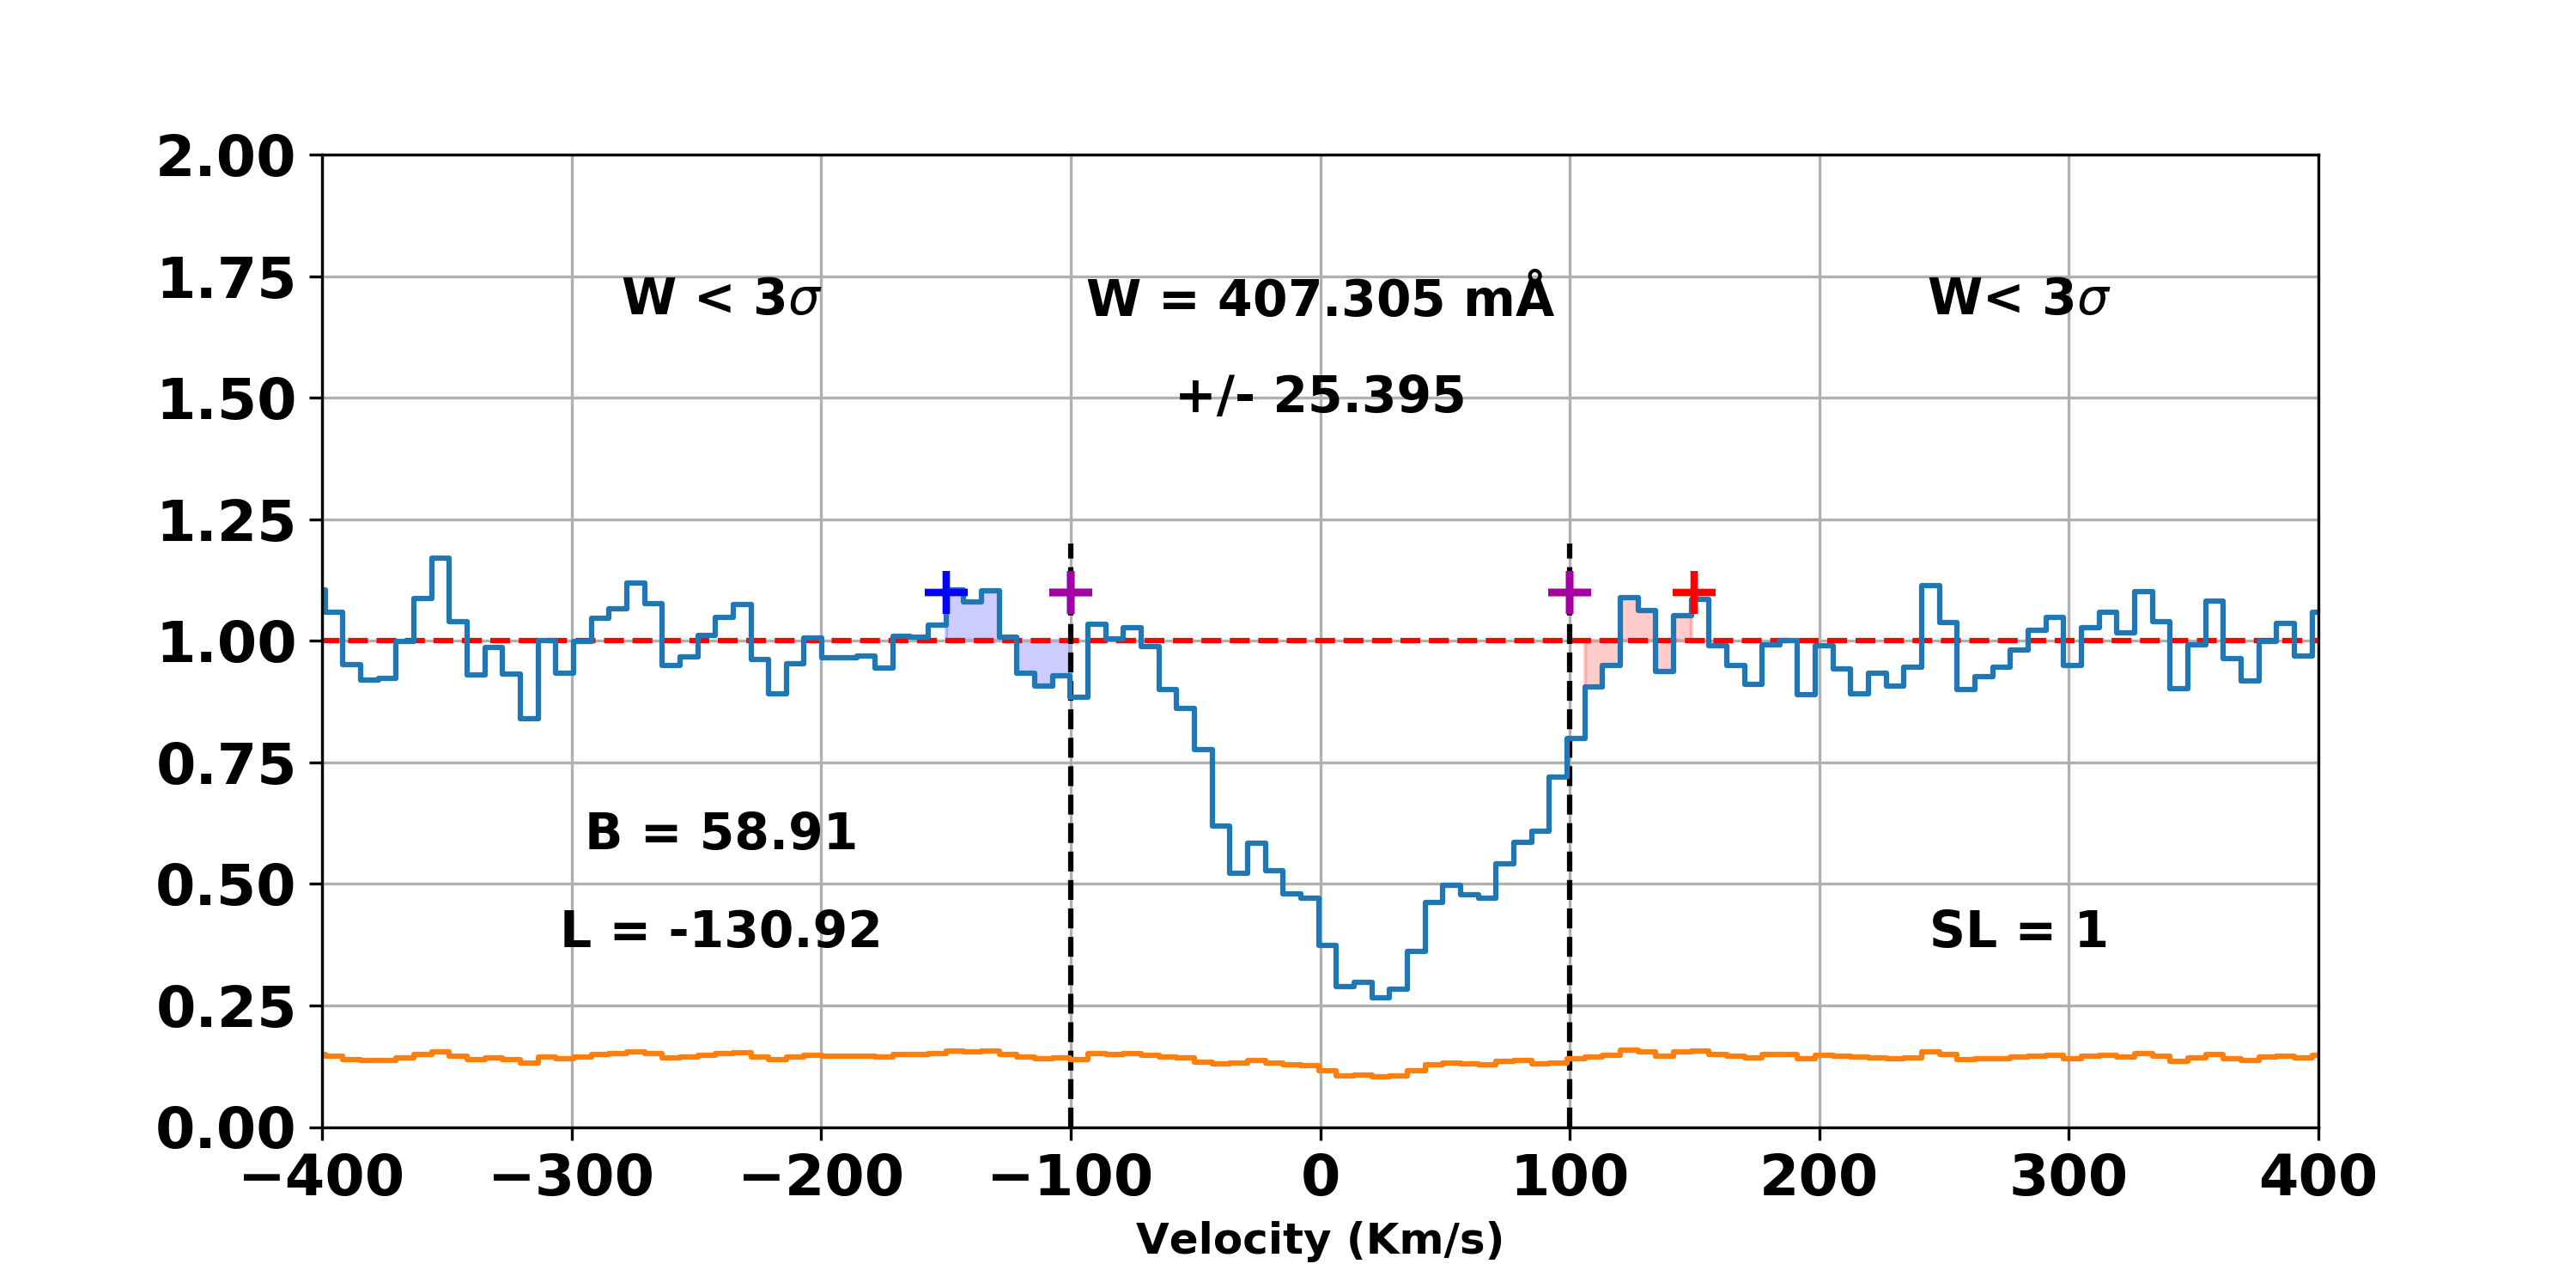 2.00
1.75
1.50
1.25
1.00
0.75
0.50
0.25
0.00
W < 3σ
W = 407.305 mÅ
+/- 25.395
W< 3σ
B = 58.91
L = -130.92
SL = 1
−400 −300 −200 −100 0 100 200 300 400
Velocity (Km/s)